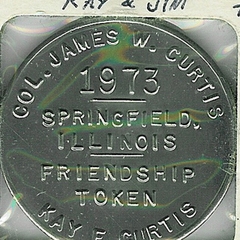 KAY & JIM
COL. JAMES W. CURTIS
1973
SPRINGFIELD,
ILLINOIS
FRIENDSHIP
TOKEN
KAY F. CURTIS